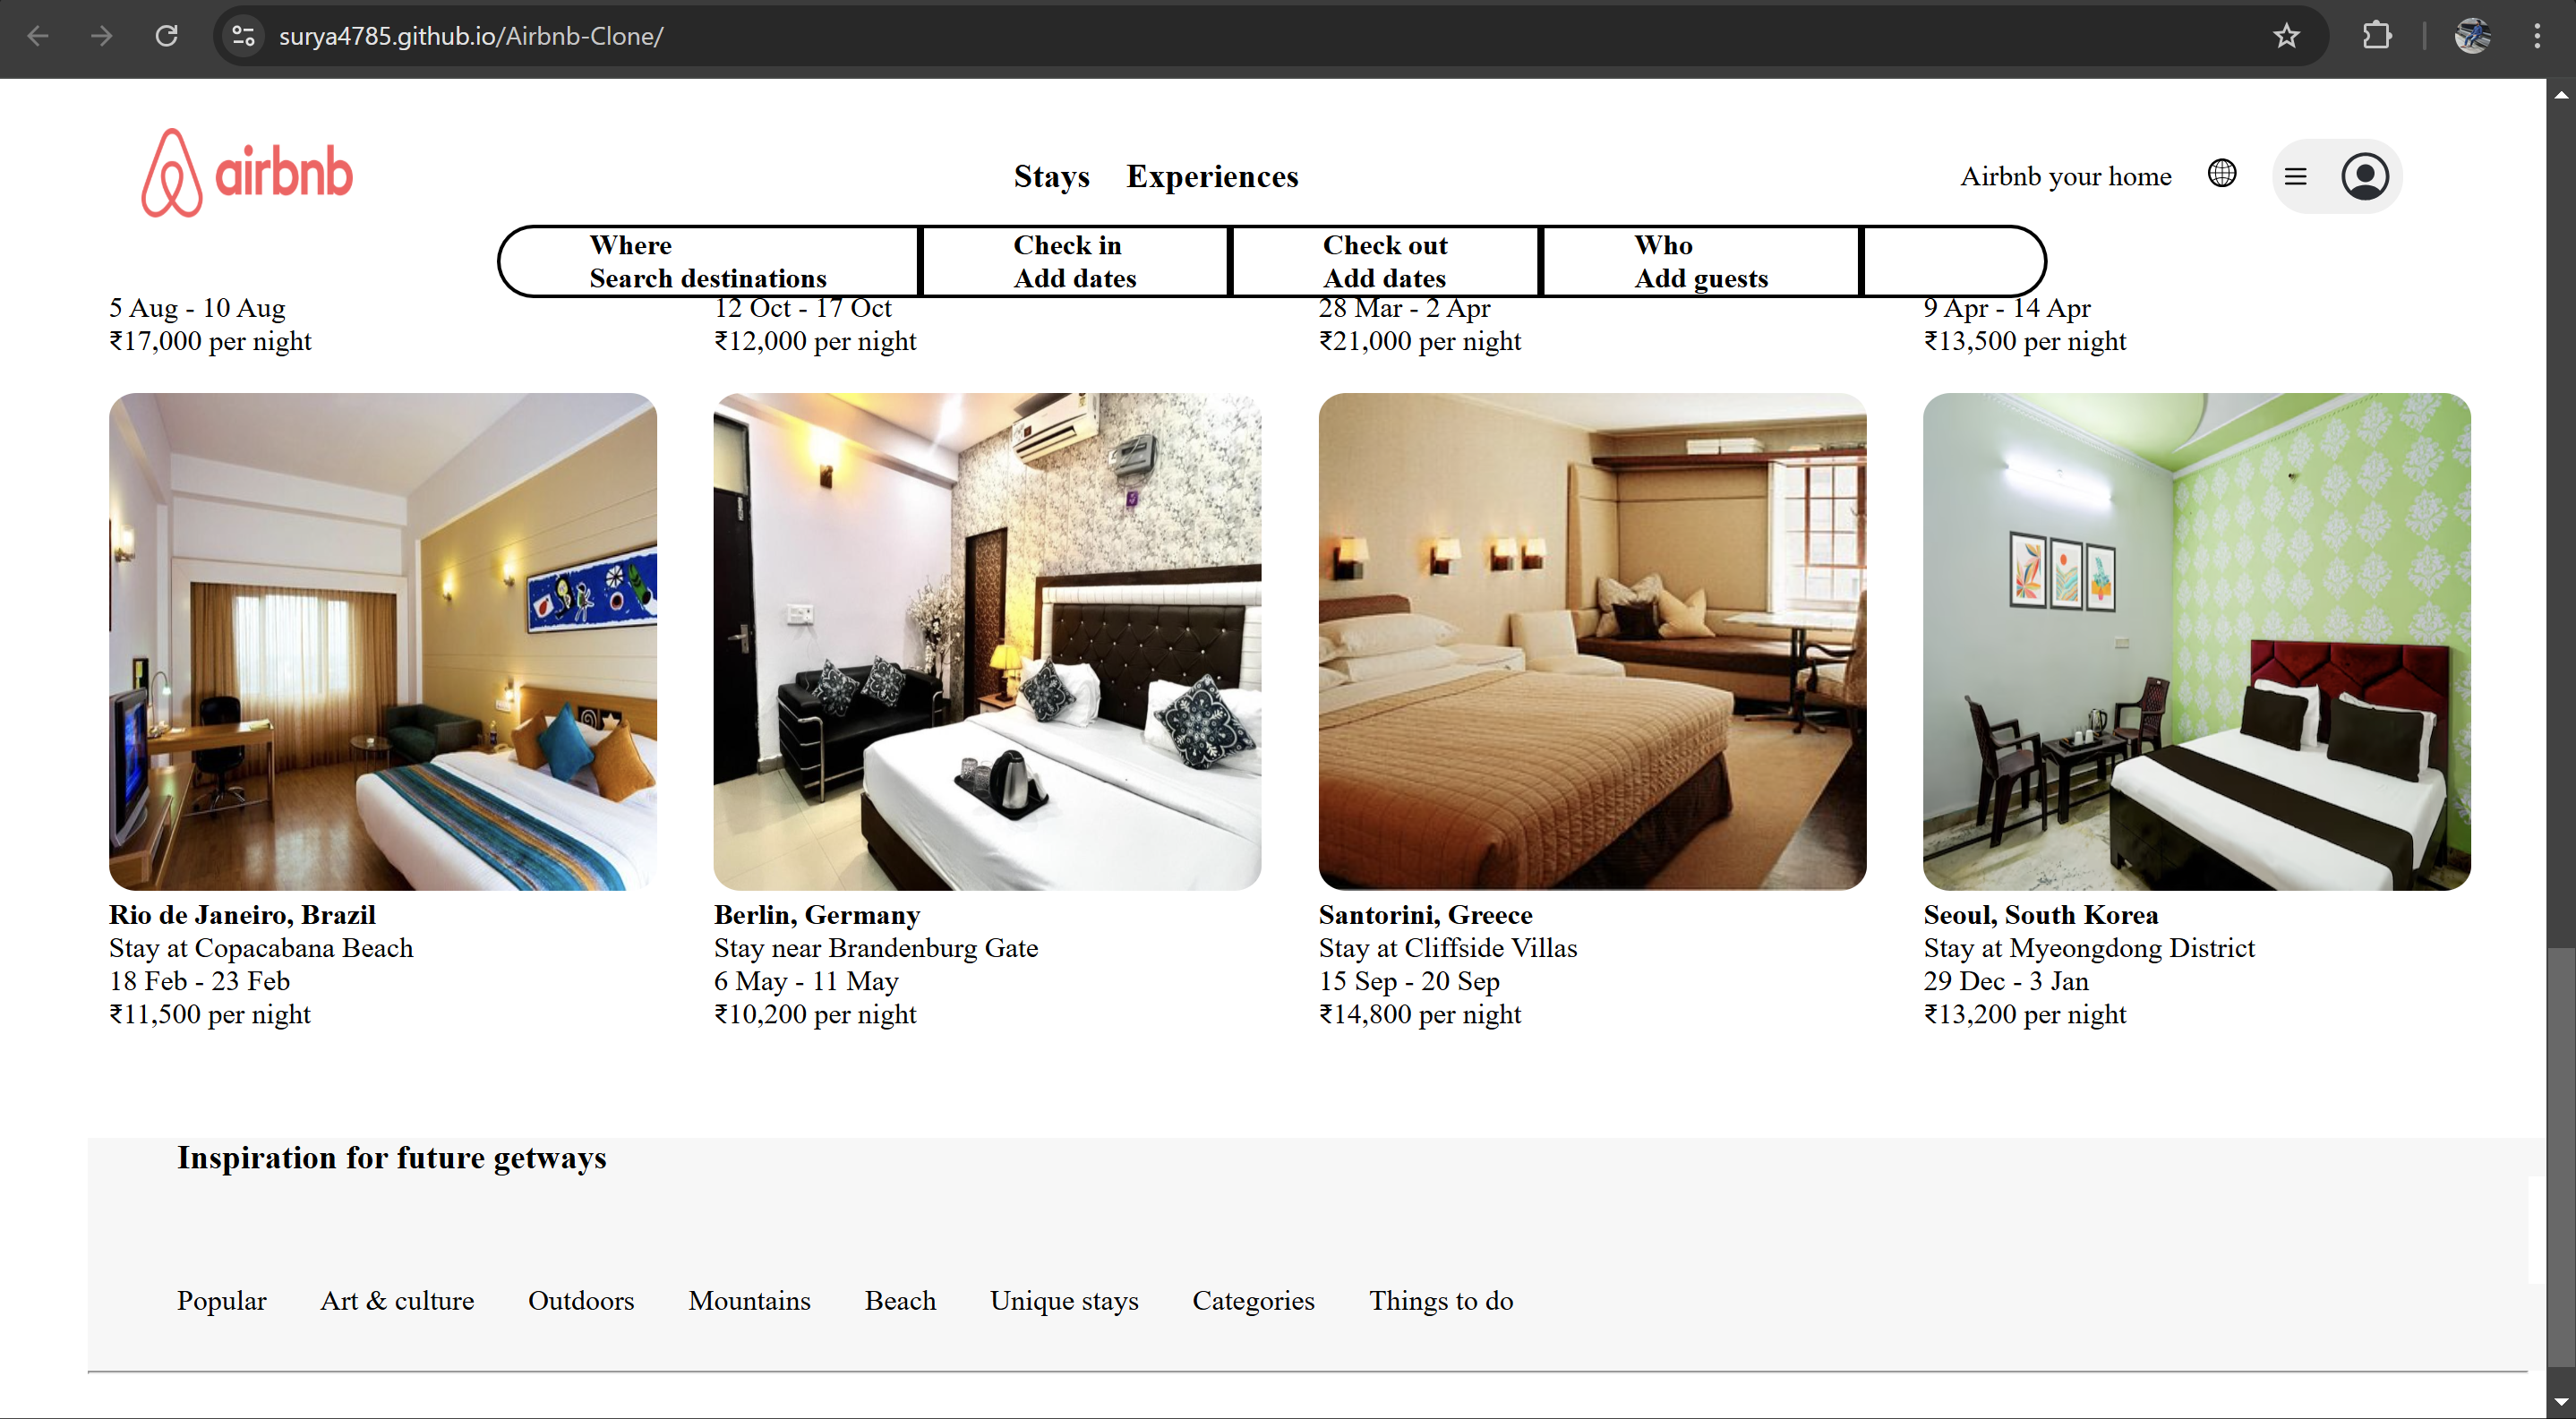 surya4785.github.io/Airbnb-Clone/
airbnb
Stays Experiences
Airbnb your home
Where
Search destinations
Check in
Add dates
Check out
Add dates
Who
Add guests
5 Aug - 10 Aug
₹17,000 per night
12 Oct - 17 Oct
₹12,000 per night
28 Mar - 2 Apr
₹21,000 per night
9 Apr - 14 Apr
₹13,500 per night
Rio de Janeiro, Brazil
Stay at Copacabana Beach
18 Feb - 23 Feb
₹11,500 per night
Berlin, Germany
Stay near Brandenburg Gate
6 May - 11 May
₹10,200 per night
Santorini, Greece
Stay at Cliffside Villas
15 Sep - 20 Sep
₹14,800 per night
Seoul, South Korea
Stay at Myeongdong District
29 Dec - 3 Jan
₹13,200 per night
Inspiration for future getways
Popular Art & culture Outdoors Mountains Beach Unique stays Categories Things to do